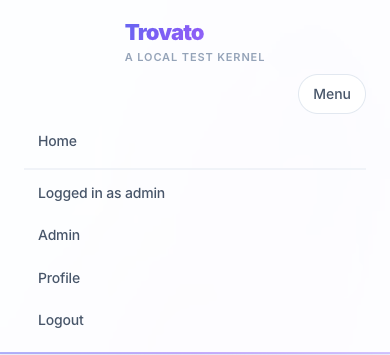 Trovato
A LOCAL TEST KERNEL
Menu
Home
Logged in as admin
Admin
Profile
Logout